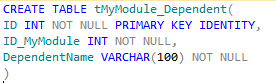 CREATE TABLE tMyModule_Dependent(
ID INT NOT NULL PRIMARY KEY IDENTITY,
ID_MyModule INT NOT NULL,
DependentName VARCHAR(100) NOT NULL
)